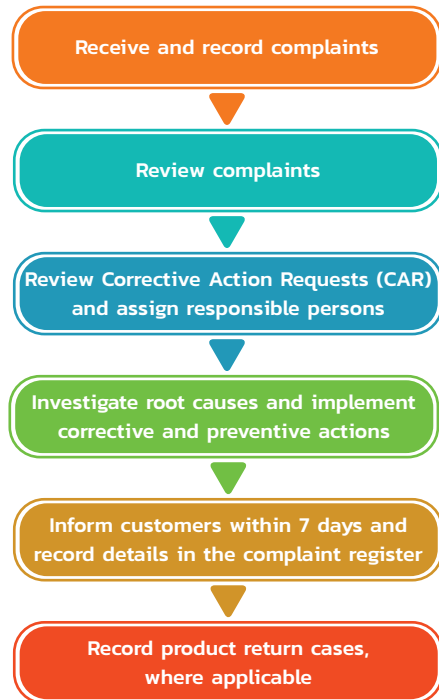 Receive and record complaints
Review complaints
Review Corrective Action Requests (CAR)
and assign responsible persons
Investigate root causes and implement
corrective and preventive actions
Inform customers within 7 days and
record details in the complaint register
Record product return cases,
where applicable